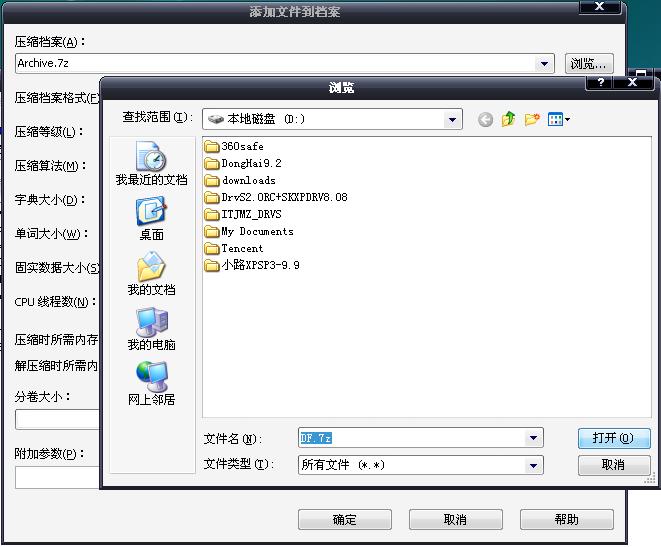 添加文件到档案
压缩档案(A)：
Archive.7z
浏览...
压缩档案格式(F)
压缩等级(L)：
压缩算法(M)：
字典大小(D)：
单词大小(W)：
固实数据大小(S)
CPU 线程数(N)：
压缩时所需内存
解压缩时所需内
分卷大小：
附加参数(P)：
浏览
查找范围(I)：
本地磁盘 (D:)
我最近的文档
桌面
我的文档
我的电脑
网上邻居
360safe
DongHai9.2
downloads
DrvS2.0RC+SKXPDRV8.08
ITJMZ_DRVS
My Documents
Tencent
小路XPSP3-9.9
文件名(N)：
DF.7z
打开(O)
文件类型(T)：
所有文件 (*.*)
取消
确定
取消
帮助